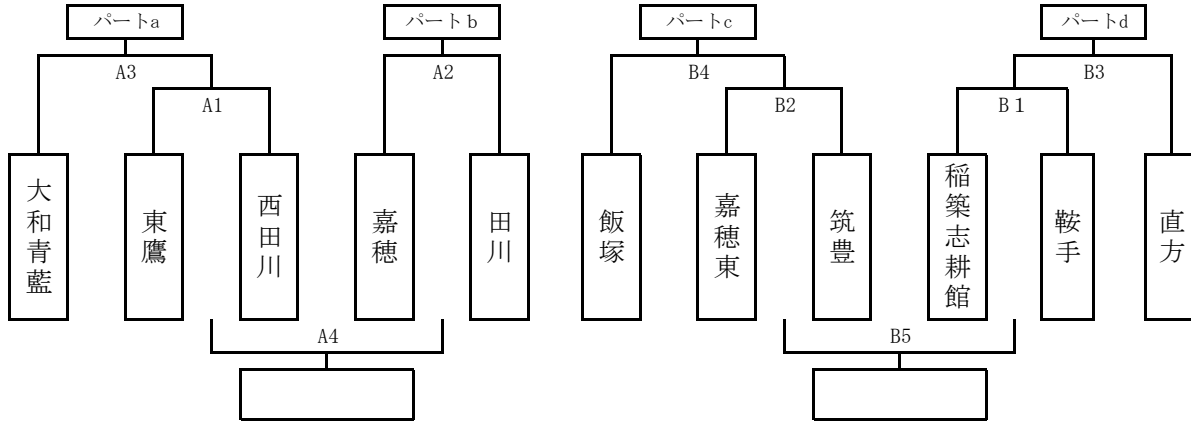 パートa
パートb
パートc
パートd
A3
A2
B4
B3
A1
B2
B１
大和青藍
東鷹
西田川
嘉穂
田川
飯塚
嘉穂東
筑豊
稲築志耕館
鞍手
直方
A4
B5